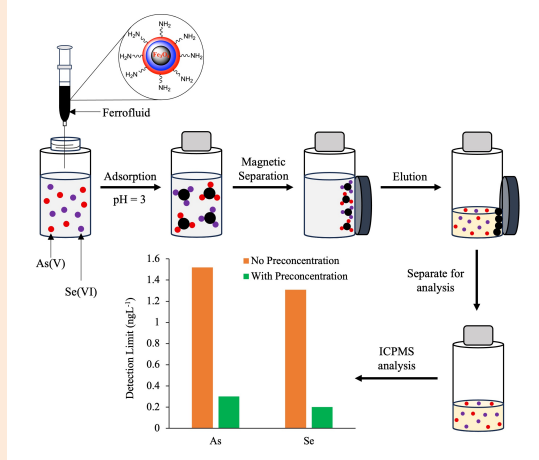 NH₂
H₂N
NH₂
H₂N
NH₂
H₂N
NH₂
NH₂
Fe₃O₄
Ferrofluid
Adsorption
pH = 3
Magnetic
Separation
Elution
As(V)
Se(VI)
Separate for
analysis
ICPMS
analysis
No Preconcentration
With Preconcentration
Detection Limit (ngL⁻¹)
1.6
1.4
1.2
1
0.8
0.6
0.4
0.2
0
As
Se